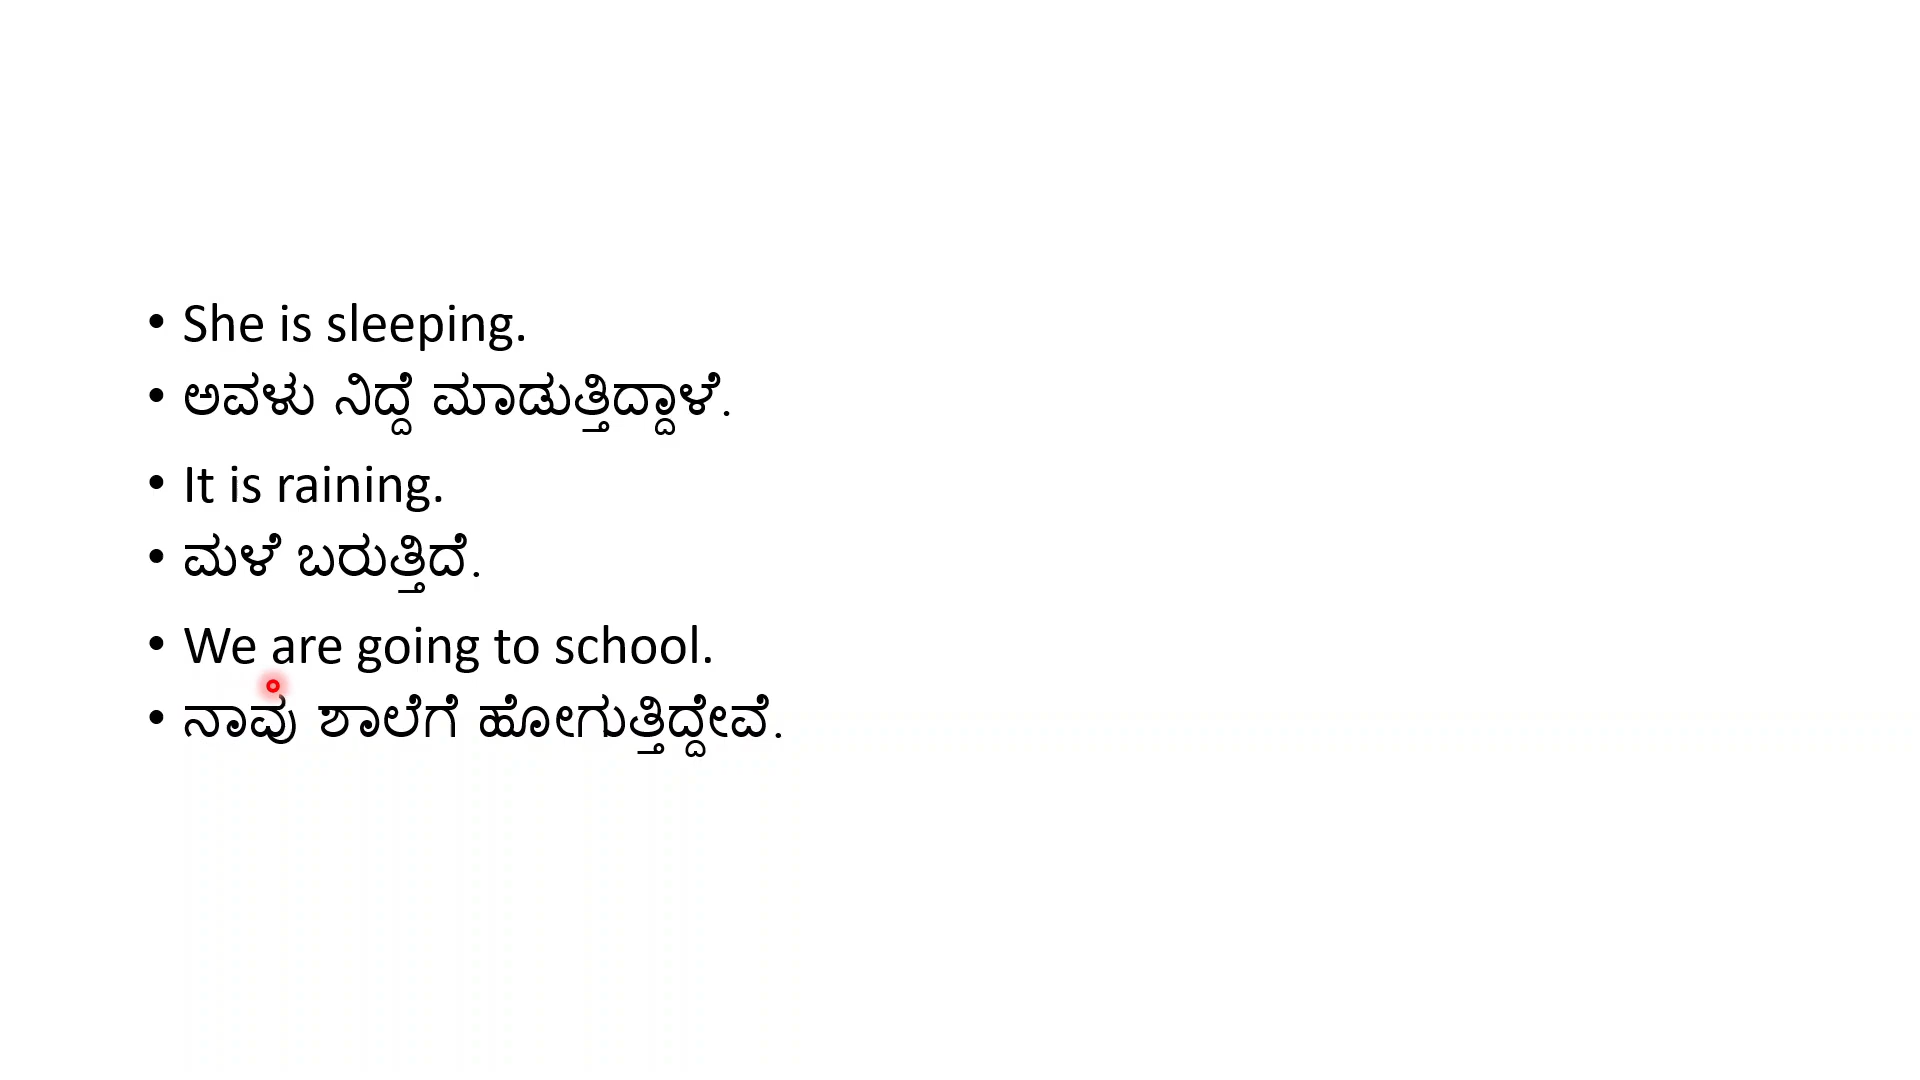 • She is sleeping.
• ಅವಳು ನಿದ್ದೆ ಮಾಡುತ್ತಿದ್ದಾಳೆ.
• It is raining.
• ಮಳೆ ಬರುತ್ತಿದೆ.
• We are going to school.
• ನಾವು ಶಾಲೆಗೆ ಹೋಗುತ್ತಿದ್ದೇವೆ.